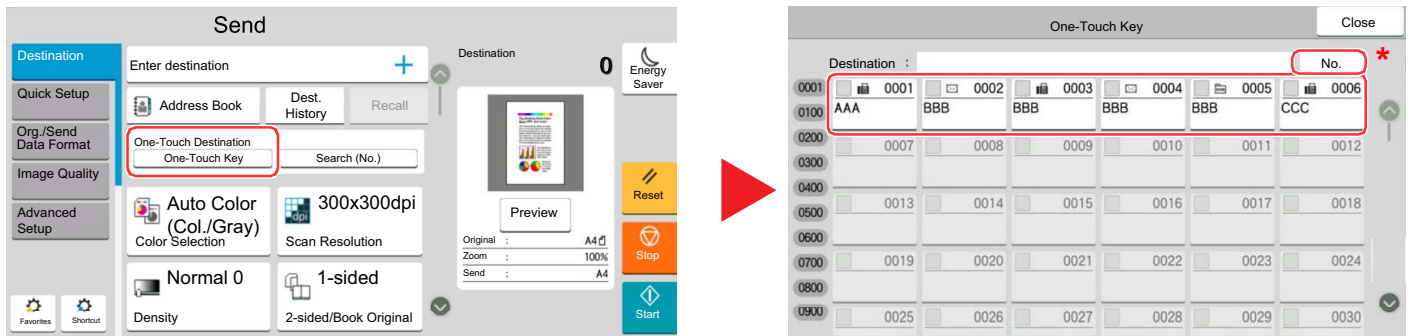 Send
Destination
Quick Setup
Org./Send
Data Format
Image Quality
Advanced
Setup
Favorites
Shortcut
Enter destination +
Address Book
Dest.
History
Recall
One-Touch Destination
One-Touch Key
Search (No.)
Auto Color
(Col./Gray)
Color Selection
300x300dpi
dpi
Scan Resolution
Normal 0
Density
1-sided
2-sided/Book Original
Destination 0
Preview
Original : A4
Zoom : 100%
Send : A4
Energy
Saver
Reset
Stop
Start
One-Touch Key
Close
Destination :
No. *
0001
0100
0200
0300
0400
0500
0600
0700
0800
0900
0001 0002 0003 0004 0005 0006
AAA BBB BBB BBB BBB CCC
0007 0008 0009 0010 0011 0012
0013 0014 0015 0016 0017 0018
0019 0020 0021 0022 0023 0024
0025 0026 0027 0028 0029 0030